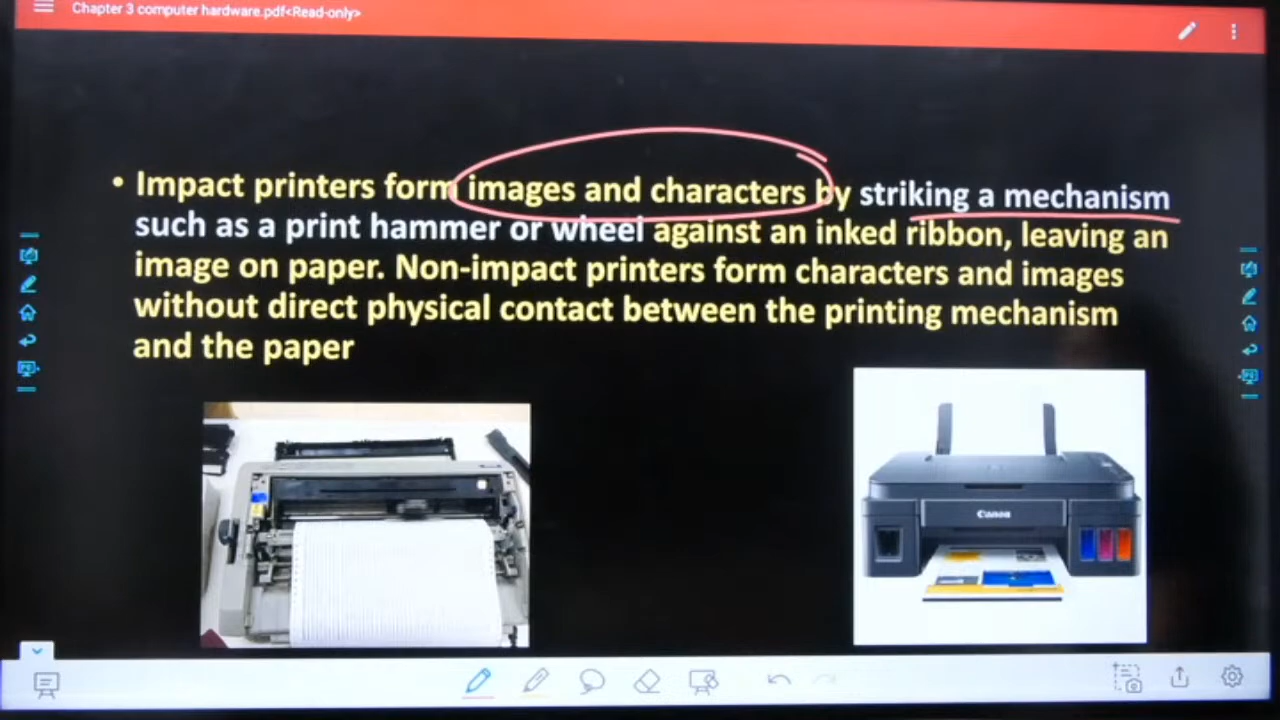 Chapter 3 computer hardware.pdf<Read-only>
• Impact printers form images and characters by striking a mechanism
such as a print hammer or wheel against an inked ribbon, leaving an
image on paper. Non-impact printers form characters and images
without direct physical contact between the printing mechanism
and the paper
Canon